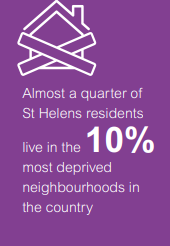 Almost a quarter of
St Helens residents
live in the 10%
most deprived
neighbourhoods in
the country